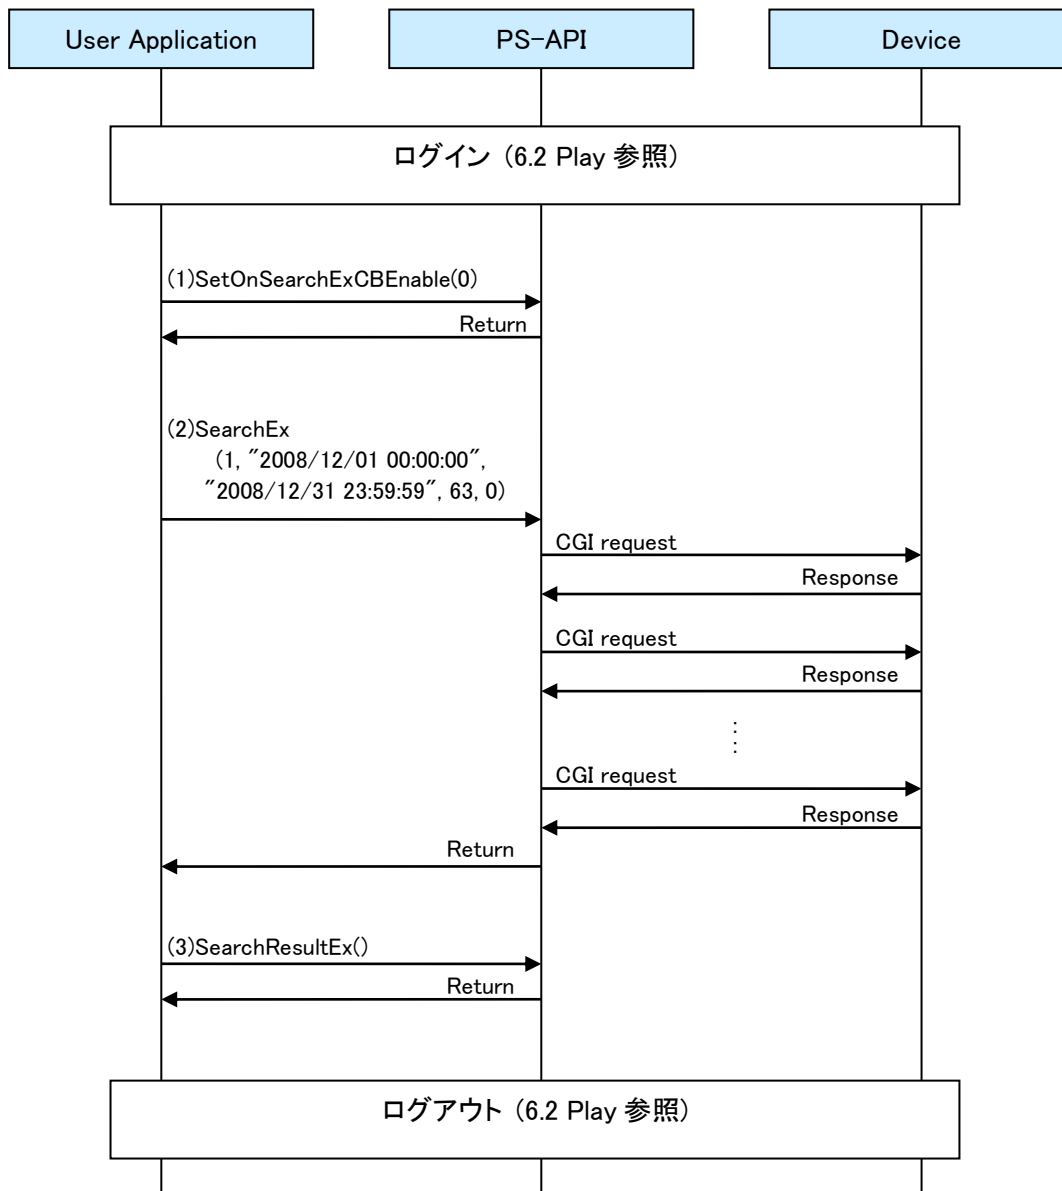 User Application
PS-API
Device
ログイン (6.2 Play 参照)
(1)SetOnSearchExCBEnable(0)
Return
(2)SearchEx
(1, "2008/12/01 00:00:00",
"2008/12/31 23:59:59", 63, 0)
CGI request
Response
CGI request
Response
CGI request
Response
Return
(3)SearchResultEx()
Return
ログアウト (6.2 Play 参照)